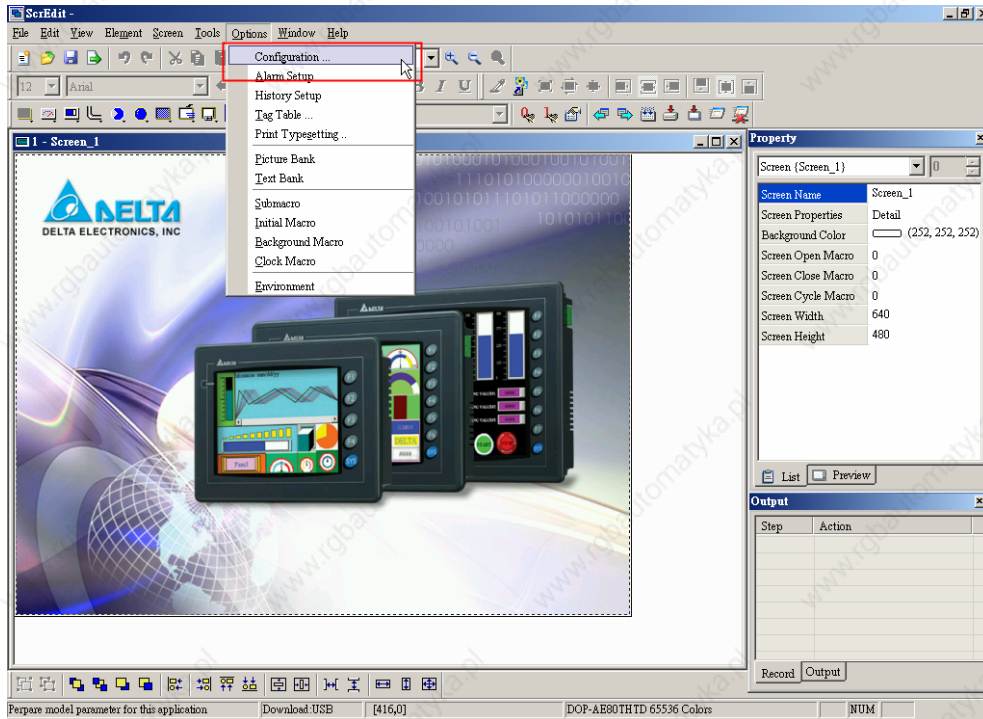 ScrEdit -
File Edit View Element Screen Tools Options Window Help
Configuration ...
12 Arial
Alarm Setup
History Setup
Tag Table ...
Print Typesetting ..
Picture Bank
Text Bank
Submacro
Initial Macro
Background Macro
Clock Macro
Environment
1 - Screen_1
DELTA
DELTA ELECTRONICS, INC
Property
Screen {Screen_1} 0
Screen Name Screen_1
Screen Properties Detail
Background Color (252, 252, 252)
Screen Open Macro 0
Screen Close Macro 0
Screen Cycle Macro 0
Screen Width 640
Screen Height 480
List Preview
Output
Step Action
Record Output
Perpare model parameter for this application Download:USB [416,0] DOP-AE80THTD 65536 Colors NUM
www.rgbautomatyka.pl